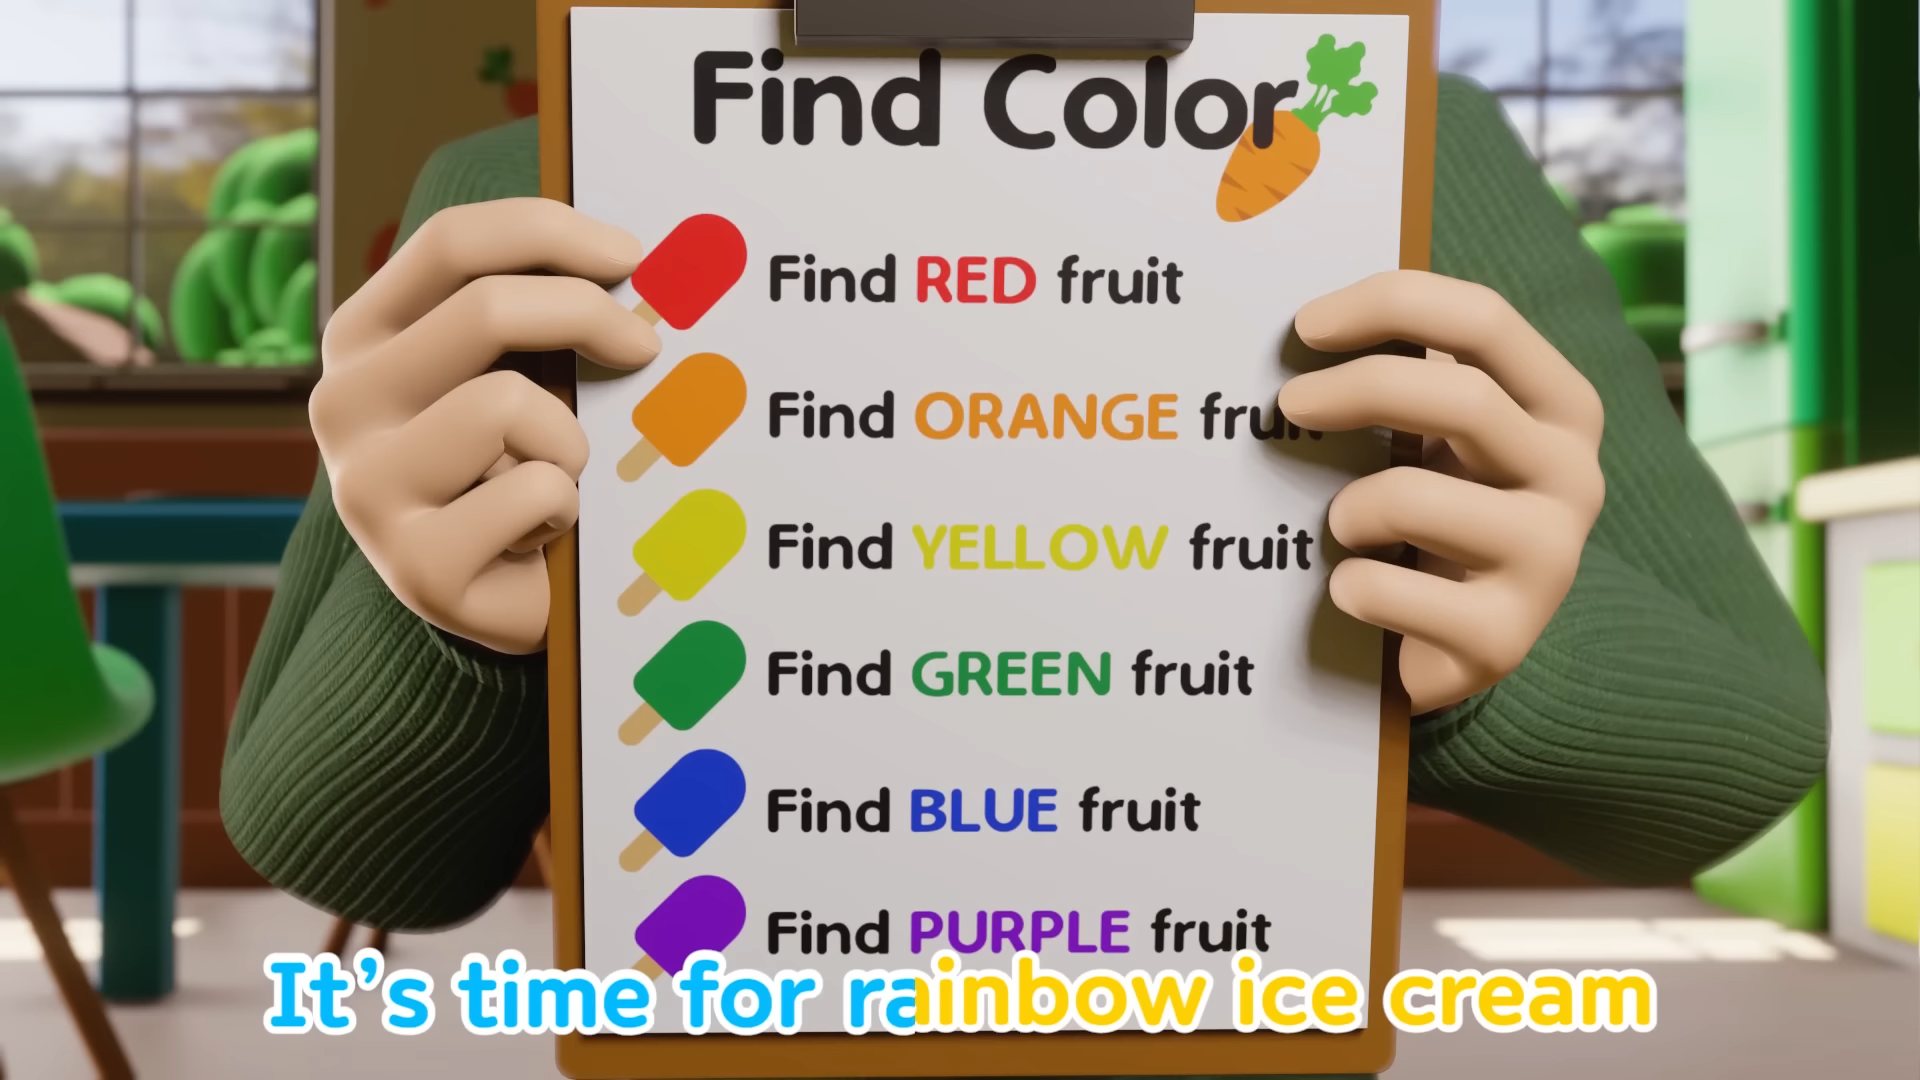 Find Color
Find RED fruit
Find ORANGE fruit
Find YELLOW fruit
Find GREEN fruit
Find BLUE fruit
Find PURPLE fruit
It's time for rainbow ice cream